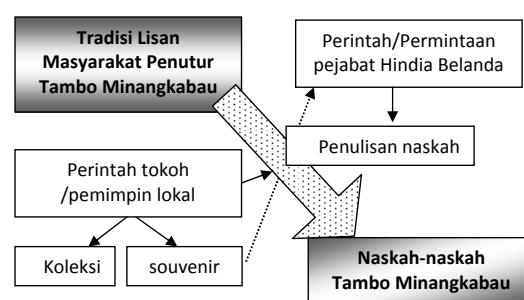 Tradisi Lisan
Masyarakat Penutur
Tambo Minangkabau
Perintah/Permintaan
pejabat Hindia Belanda
Penulisan naskah
Perintah tokoh
/pemimpin lokal
Koleksi
souvenir
Naskah-naskah
Tambo Minangkabau